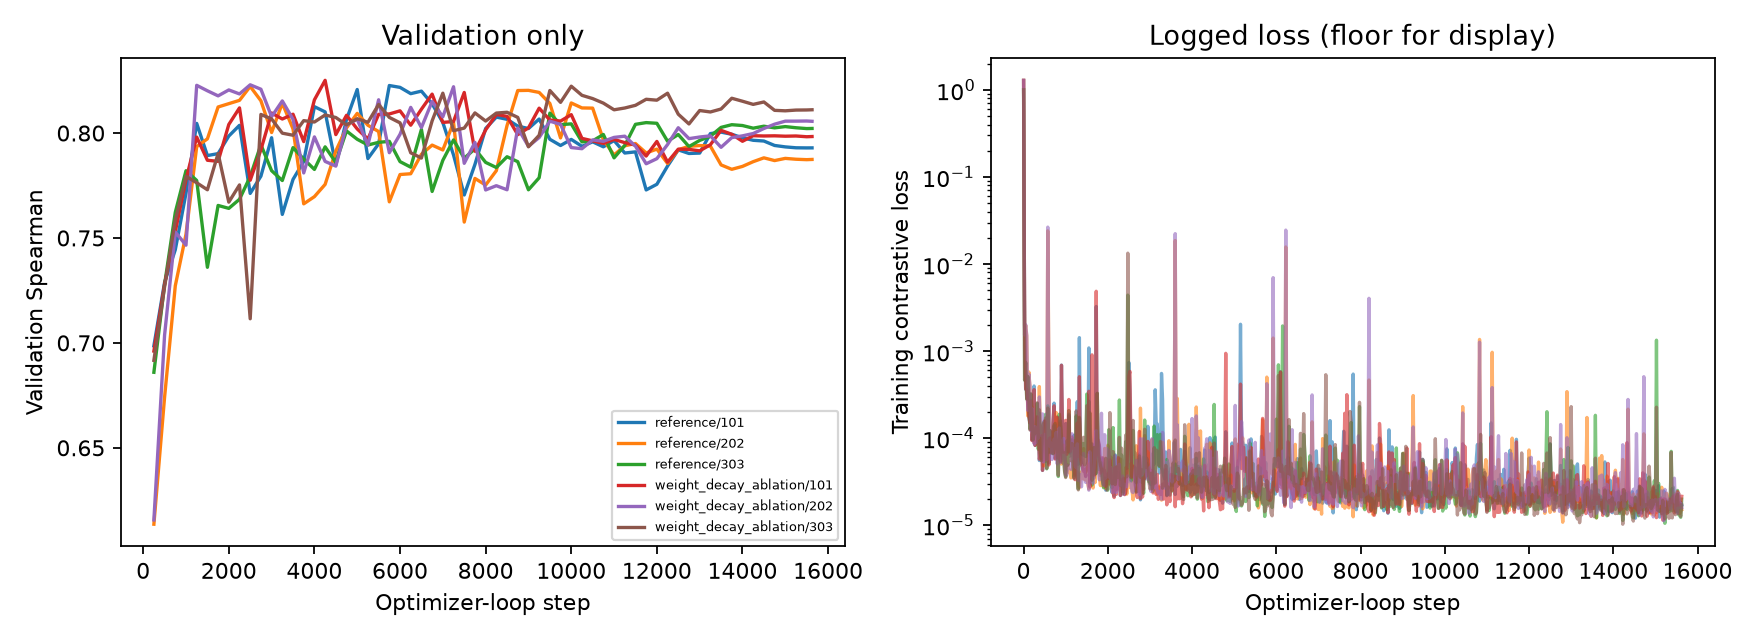 Validation only
Validation Spearman
0.80
0.75
0.70
0.65
reference/101
reference/202
reference/303
weight_decay_ablation/101
weight_decay_ablation/202
weight_decay_ablation/303
0 2000 4000 6000 8000 10000 12000 14000 16000
Optimizer-loop step
Logged loss (floor for display)
Training contrastive loss
10⁰
10⁻¹
10⁻²
10⁻³
10⁻⁴
10⁻⁵
0 2000 4000 6000 8000 10000 12000 14000 16000
Optimizer-loop step